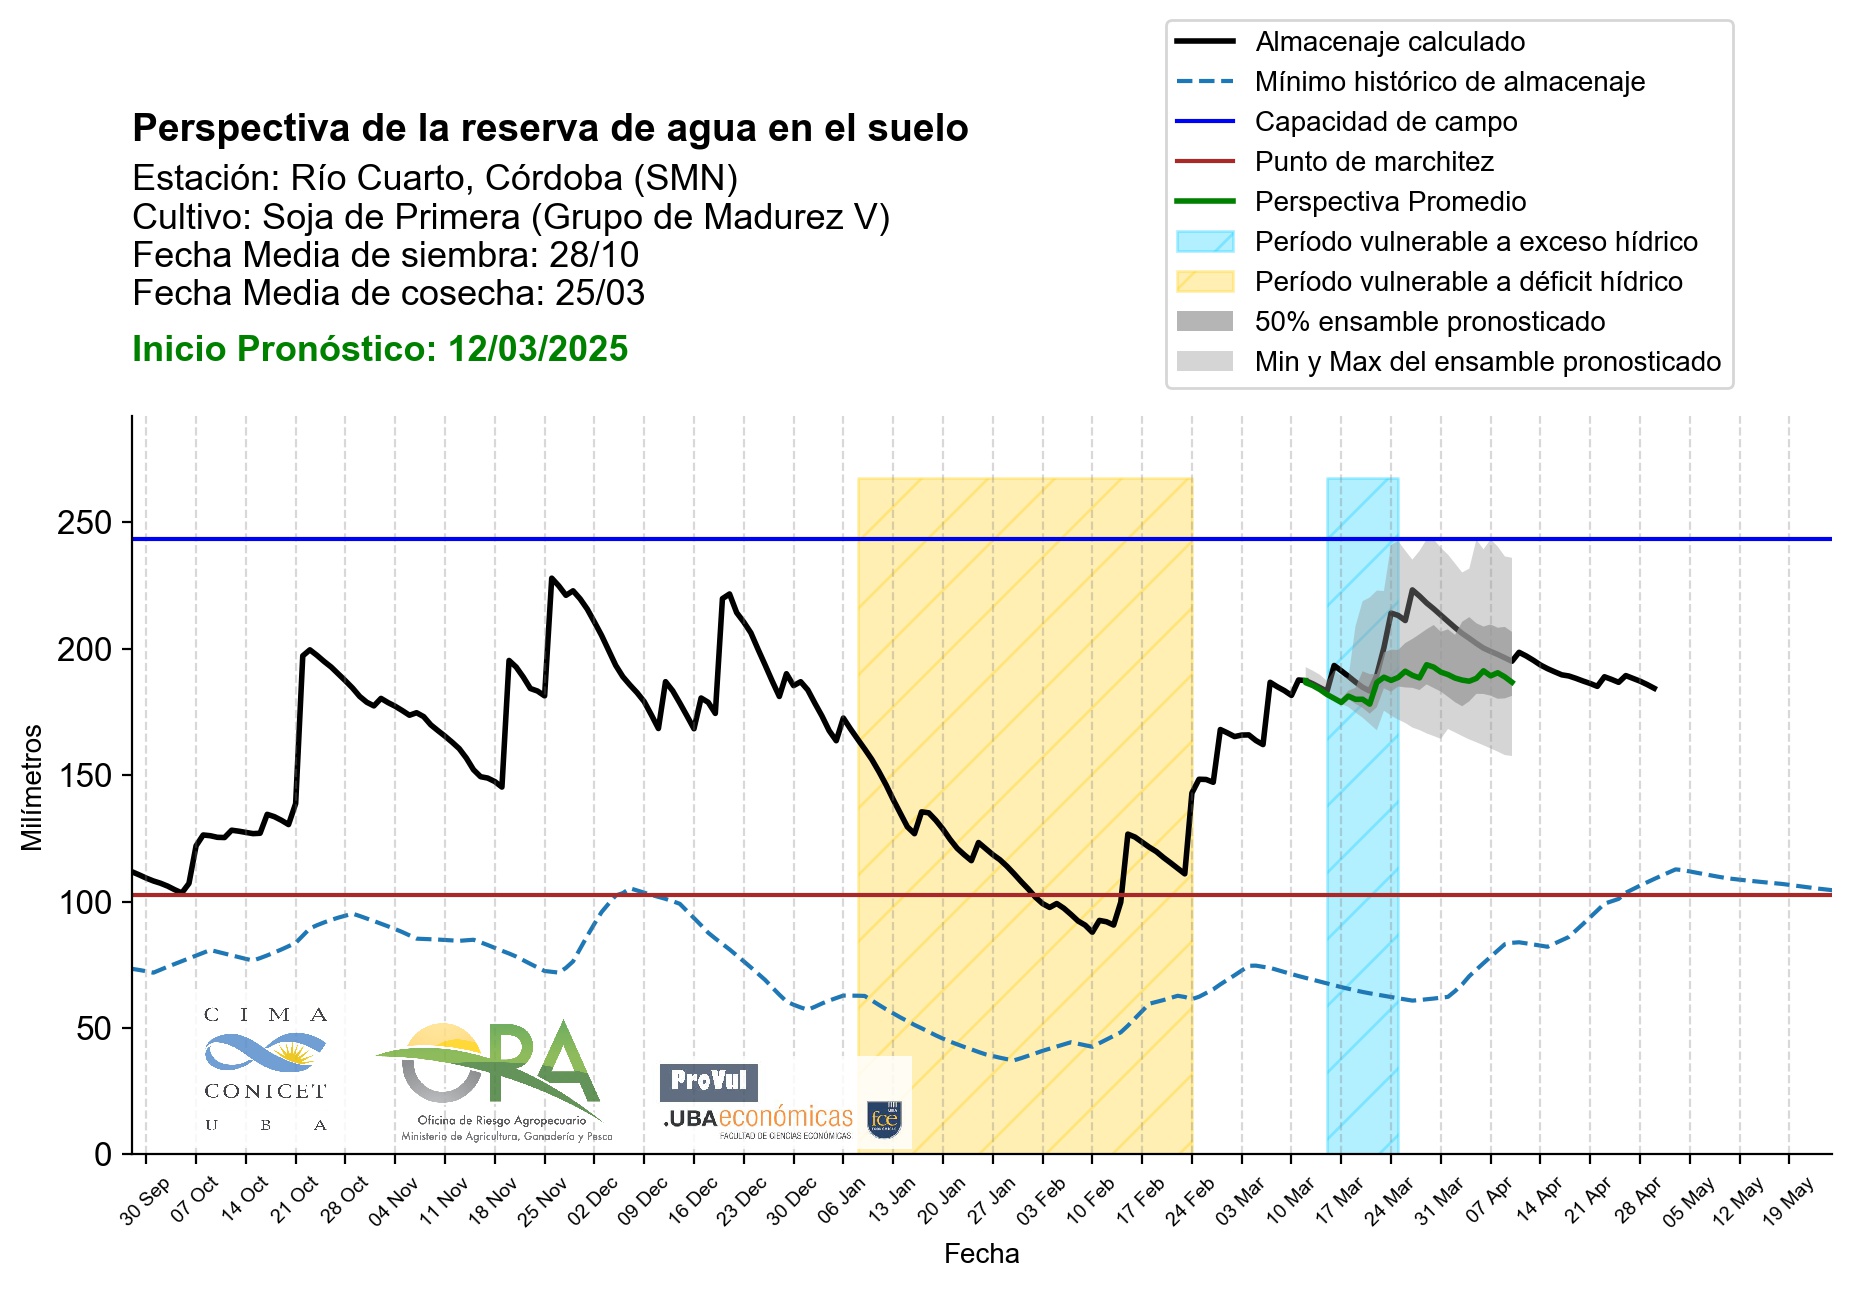 Almacenaje calculado
Mínimo histórico de almacenaje
Capacidad de campo
Punto de marchitez
Perspectiva Promedio
Período vulnerable a exceso hídrico
Período vulnerable a déficit hídrico
50% ensamble pronosticado
Min y Max del ensamble pronosticado
Perspectiva de la reserva de agua en el suelo
Estación: Río Cuarto, Córdoba (SMN)
Cultivo: Soja de Primera (Grupo de Madurez V)
Fecha Media de siembra: 28/10
Fecha Media de cosecha: 25/03
Inicio Pronóstico: 12/03/2025
Milímetros
250
200
150
100
50
0
C I M A
CONICET
U B A
ORA
Oficina de Riesgo Agropecuario
Ministerio de Agricultura, Ganadería y Pesca
ProVul
.UBAeconómicas
FACULTAD DE CIENCIAS ECONÓMICAS
fce
30 Sep
07 Oct
14 Oct
21 Oct
28 Oct
04 Nov
11 Nov
18 Nov
25 Nov
02 Dec
09 Dec
16 Dec
23 Dec
30 Dec
06 Jan
13 Jan
20 Jan
27 Jan
03 Feb
10 Feb
17 Feb
24 Feb
03 Mar
10 Mar
17 Mar
24 Mar
31 Mar
07 Apr
14 Apr
21 Apr
28 Apr
05 May
12 May
19 May
Fecha